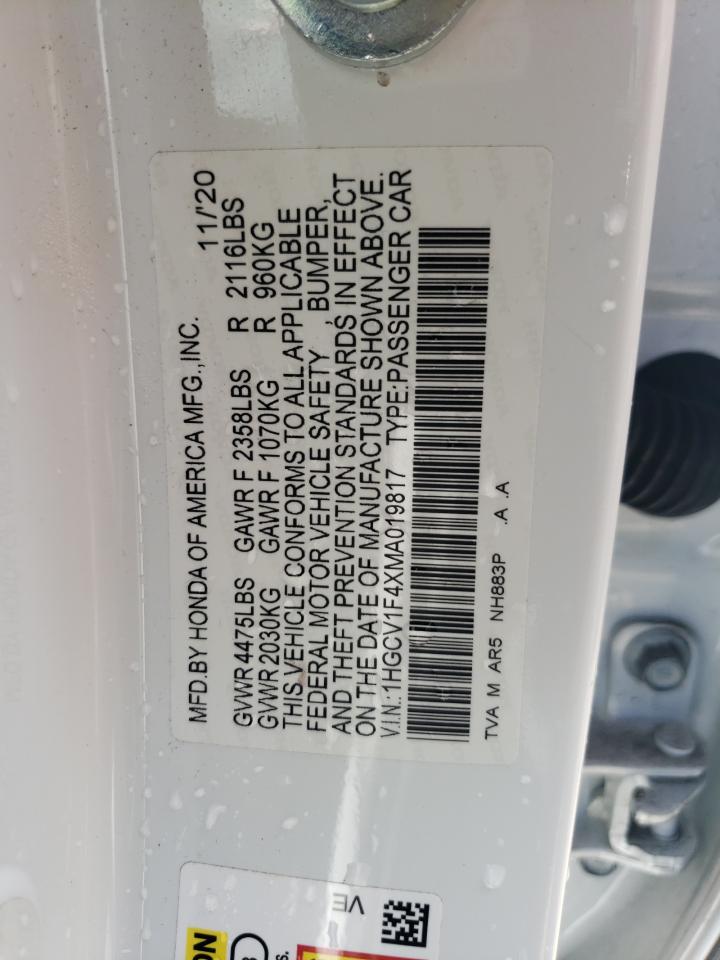 MFD.BY HONDA OF AMERICA MFG.,INC. 11/'20
GVWR 4475LBS GAWR F 2358LBS R 2116LBS
GVWR 2030KG GAWR F 1070KG R 960KG
THIS VEHICLE CONFORMS TO ALL APPLICABLE
FEDERAL MOTOR VEHICLE SAFETY , BUMPER,
AND THEFT PREVENTION STANDARDS IN EFFECT
ON THE DATE OF MANUFACTURE SHOWN ABOVE.
V.I.N.:1HGCV1F4XMA019817 TYPE:PASSENGER CAR
TVA M AR5 NH883P .A .A
VE